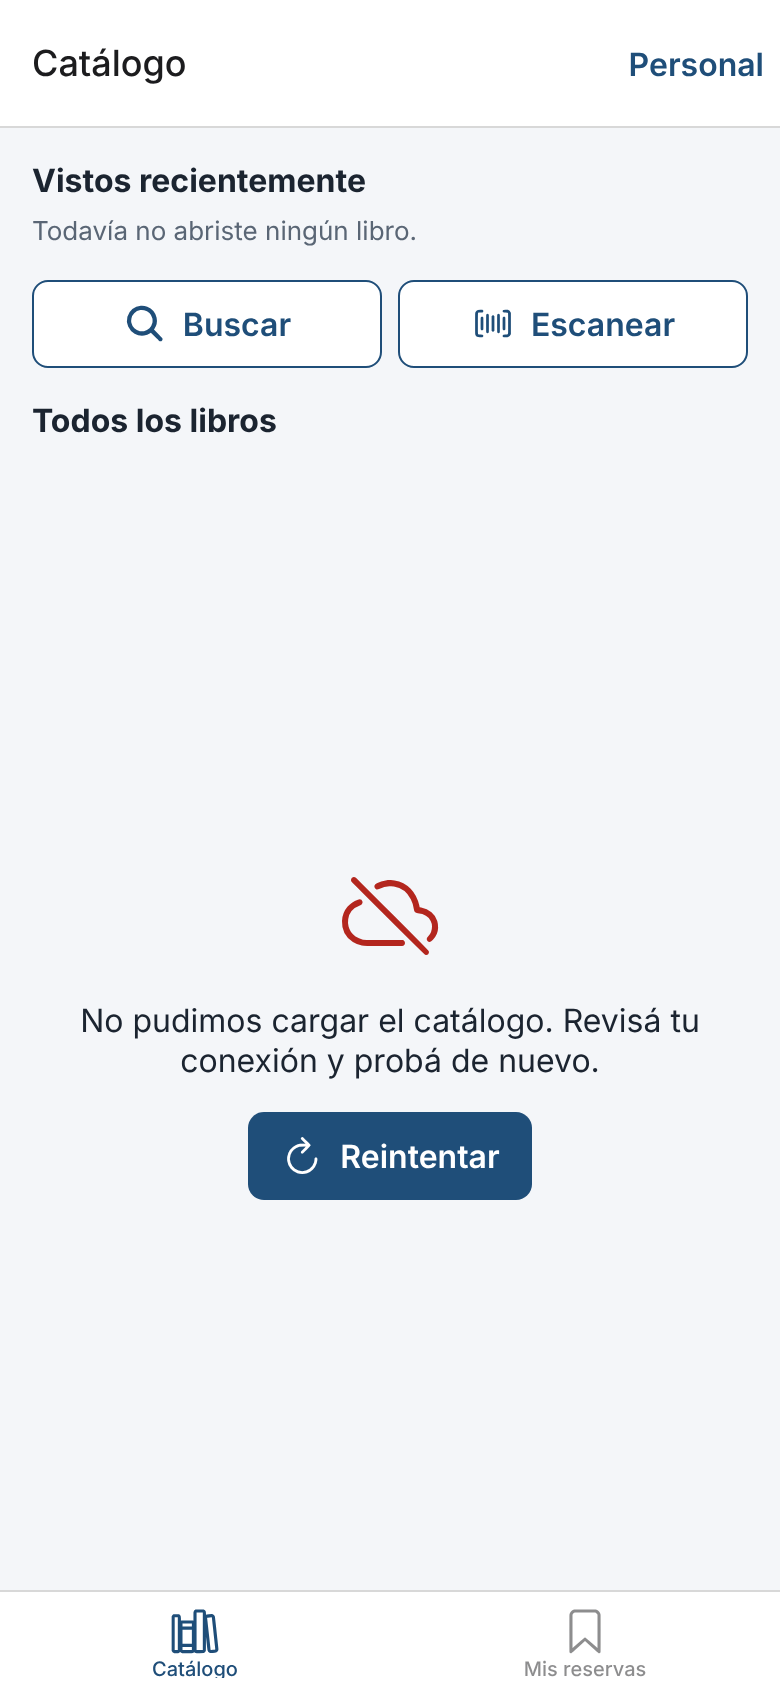 Catálogo
Personal
Vistos recientemente
Todavía no abriste ningún libro.
Buscar
Escanear
Todos los libros
No pudimos cargar el catálogo. Revisá tu
conexión y probá de nuevo.
Reintentar
Catálogo
Mis reservas